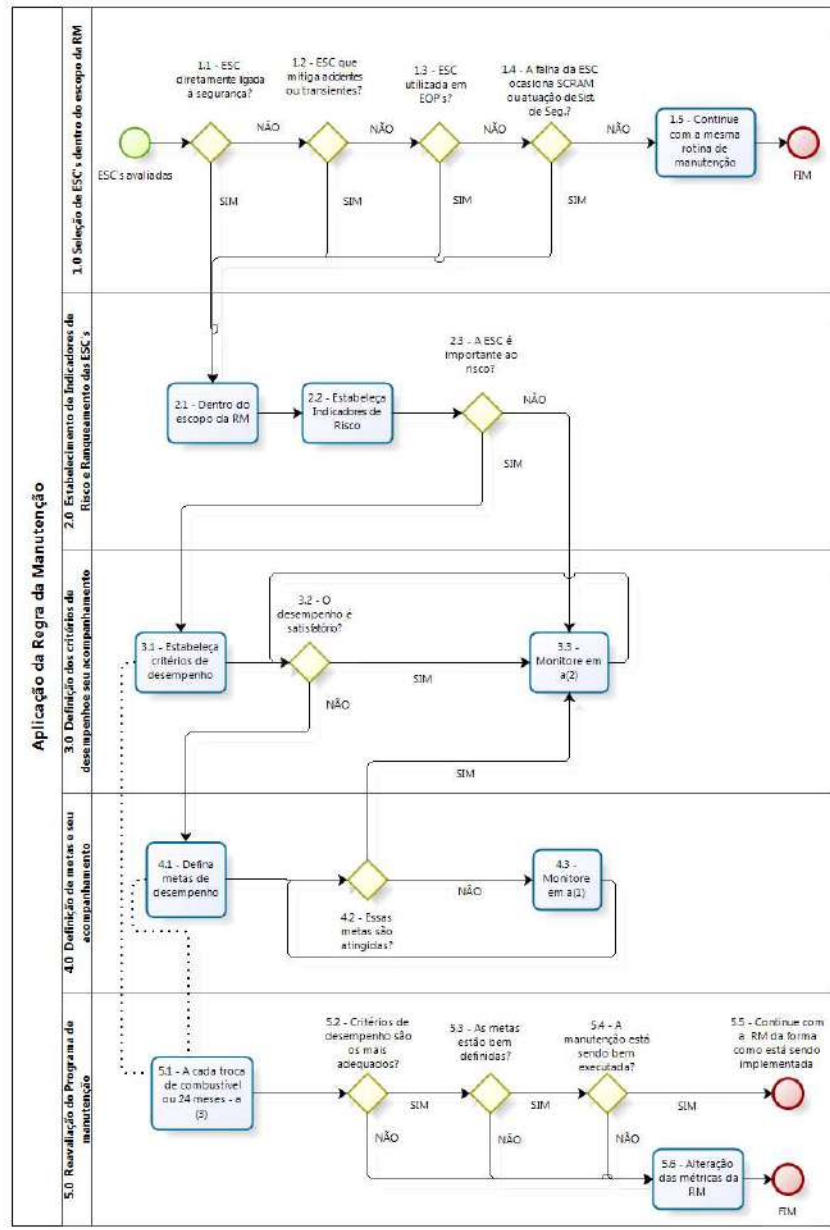 Aplicação da Regra da Manutenção
1.0 Seleção de ESC's dentro do escopo da RM
ESC's avaliadas
1.1 - ESC
diretamente ligada
à segurança?
NÃO
SIM
1.2 - ESC que
mitiga acidentes
ou transientes?
NÃO
SIM
1.3 - ESC
utilizada em
EOP's?
NÃO
SIM
1.4 - A falha da ESC
ocasiona SCRAM
ou atuação de Sist.
de Seg.?
NÃO
SIM
1.5 - Continue
com a mesma
rotina de
manutenção
FIM
2.0 Estabelecimento de Indicadores de
Risco e Ranqueamento das ESC's
2.1 - Dentro do
escopo da RM
2.2 - Estabeleça
Indicadores de
Risco
2.3 - A ESC é
importante ao
risco?
NÃO
SIM
3.0 Definição dos critérios de
desempenho e seu acompanhamento
3.1 - Estabeleça
critérios de
desempenho
3.2 - O
desempenho é
satisfatório?
SIM
NÃO
3.3 -
Monitore em
a(2)
SIM
4.0 Definição de metas e seu
acompanhamento
4.1 - Defina
metas de
desempenho
NÃO
4.2 - Essas
metas são
atingidas?
4.3 -
Monitore
em a(1)
5.0 Reavaliação do Programa de
manutenção
5.1 - A cada troca
de combustível
ou 24 meses - a
(3)
5.2 - Critérios de
desempenho são
os mais
adequados?
SIM
NÃO
5.3 - As metas
estão bem
definidas?
SIM
NÃO
5.4 - A
manutenção está
sendo bem
executada?
SIM
NÃO
5.5 - Continue com
a RM da forma
como está sendo
implementada
5.6 - Alteração
das métricas da
RM
FIM